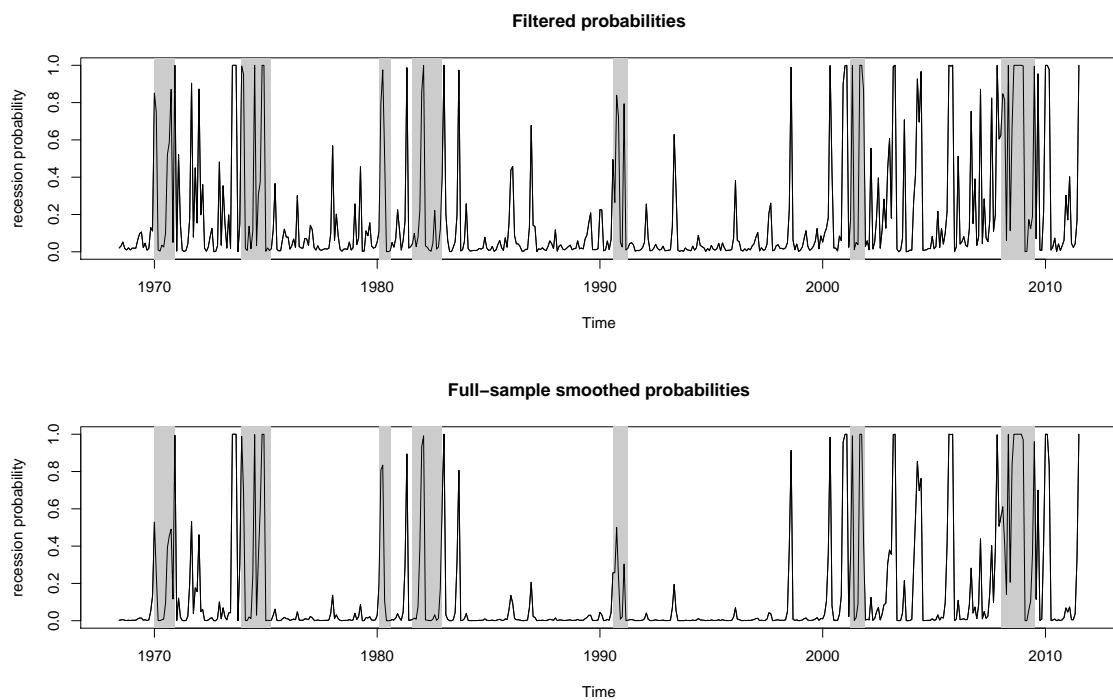 Filtered probabilities
recession probability
1.0
0.8
0.6
0.4
0.2
0.0
1970 1980 1990 2000 2010
Time
Full−sample smoothed probabilities
recession probability
1.0
0.8
0.6
0.4
0.2
0.0
1970 1980 1990 2000 2010
Time